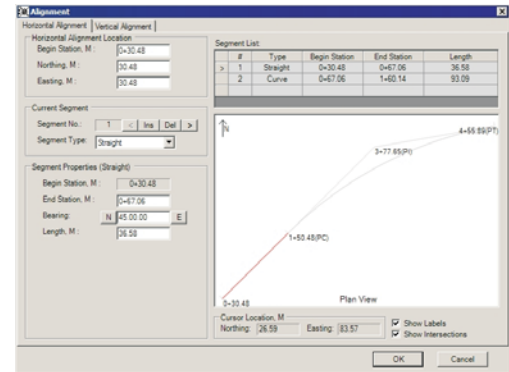 Alignment
Horizontal Alignment Vertical Alignment
Horizontal Alignment Location
Begin Station, M : 0+30.48
Northing, M : 30.48
Easting, M : 30.48
Current Segment
Segment No.: 1 < Ins Del >
Segment Type: Straight
Segment Properties (Straight)
Begin Station, M : 0+30.48
End Station, M : 0+67.06
Bearing: N 45.00.00 E
Length, M : 36.58
Segment List:
# Type Begin Station End Station Length
> 1 Straight 0+30.48 0+67.06 36.58
2 Curve 0+67.06 1+60.14 93.09
N
4+55.89(PT)
3+77.85(PI)
1+50.48(PC)
0+30.48
Plan View
Cursor Location, M
Northing: 26.59 Easting: 83.57
Show Labels
Show Intersections
OK Cancel